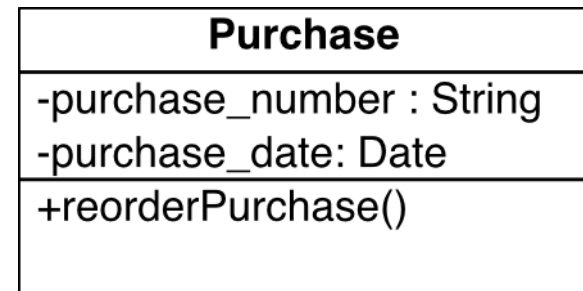 Purchase
-purchase_number : String
-purchase_date: Date
+reorderPurchase()